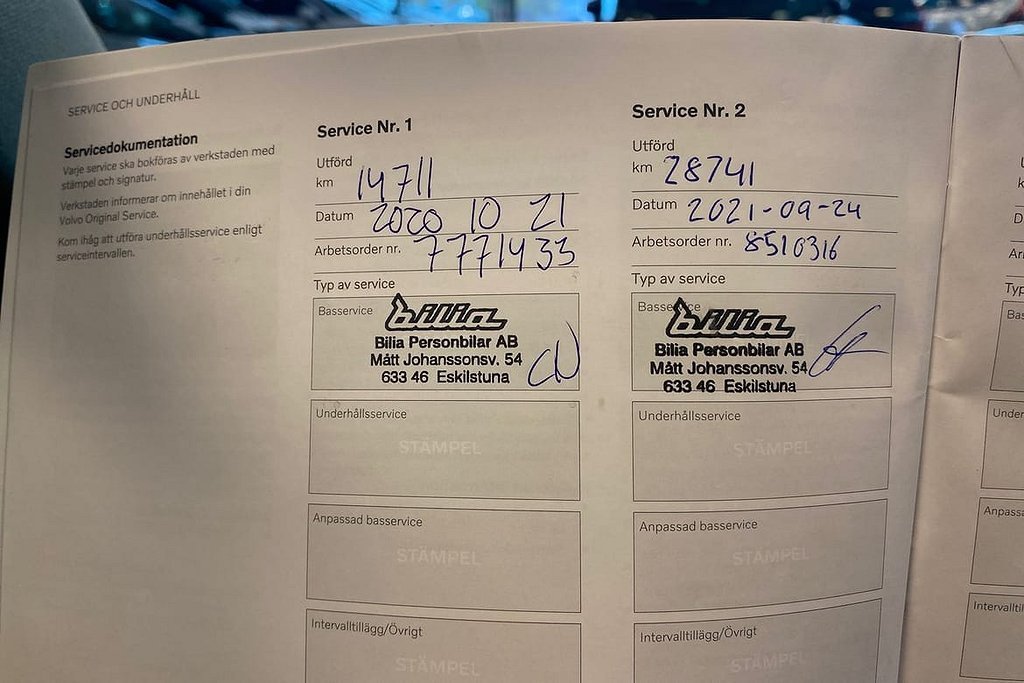 SERVICE OCH UNDERHÅLL
Servicedokumentation
Varje service ska bokföras av verkstaden med
stämpel och signatur.
Verkstaden informerar om innehållet i din
Volvo Original Service.
Kom ihåg att utföra underhållsservice enligt
serviceintervallen.
Service Nr. 1
Utförd
km 14711
Datum 2020 10 21
Arbetsorder nr. 7771433
Typ av service
Basservice
bilia
Bilia Personbilar AB
Mått Johanssonsv. 54
633 46 Eskilstuna
Underhållsservice
STÄMPEL
Anpassad basservice
STÄMPEL
Intervalltillägg/Övrigt
STÄMPEL
Service Nr. 2
Utförd
km 28741
Datum 2021-09-24
Arbetsorder nr. 8510316
Typ av service
Basservice
bilia
Bilia Personbilar AB
Mått Johanssonsv. 54
633 46 Eskilstuna
Underhållsservice
STÄMPEL
Anpassad basservice
STÄMPEL
Intervalltillägg/Övrigt
STÄMPEL